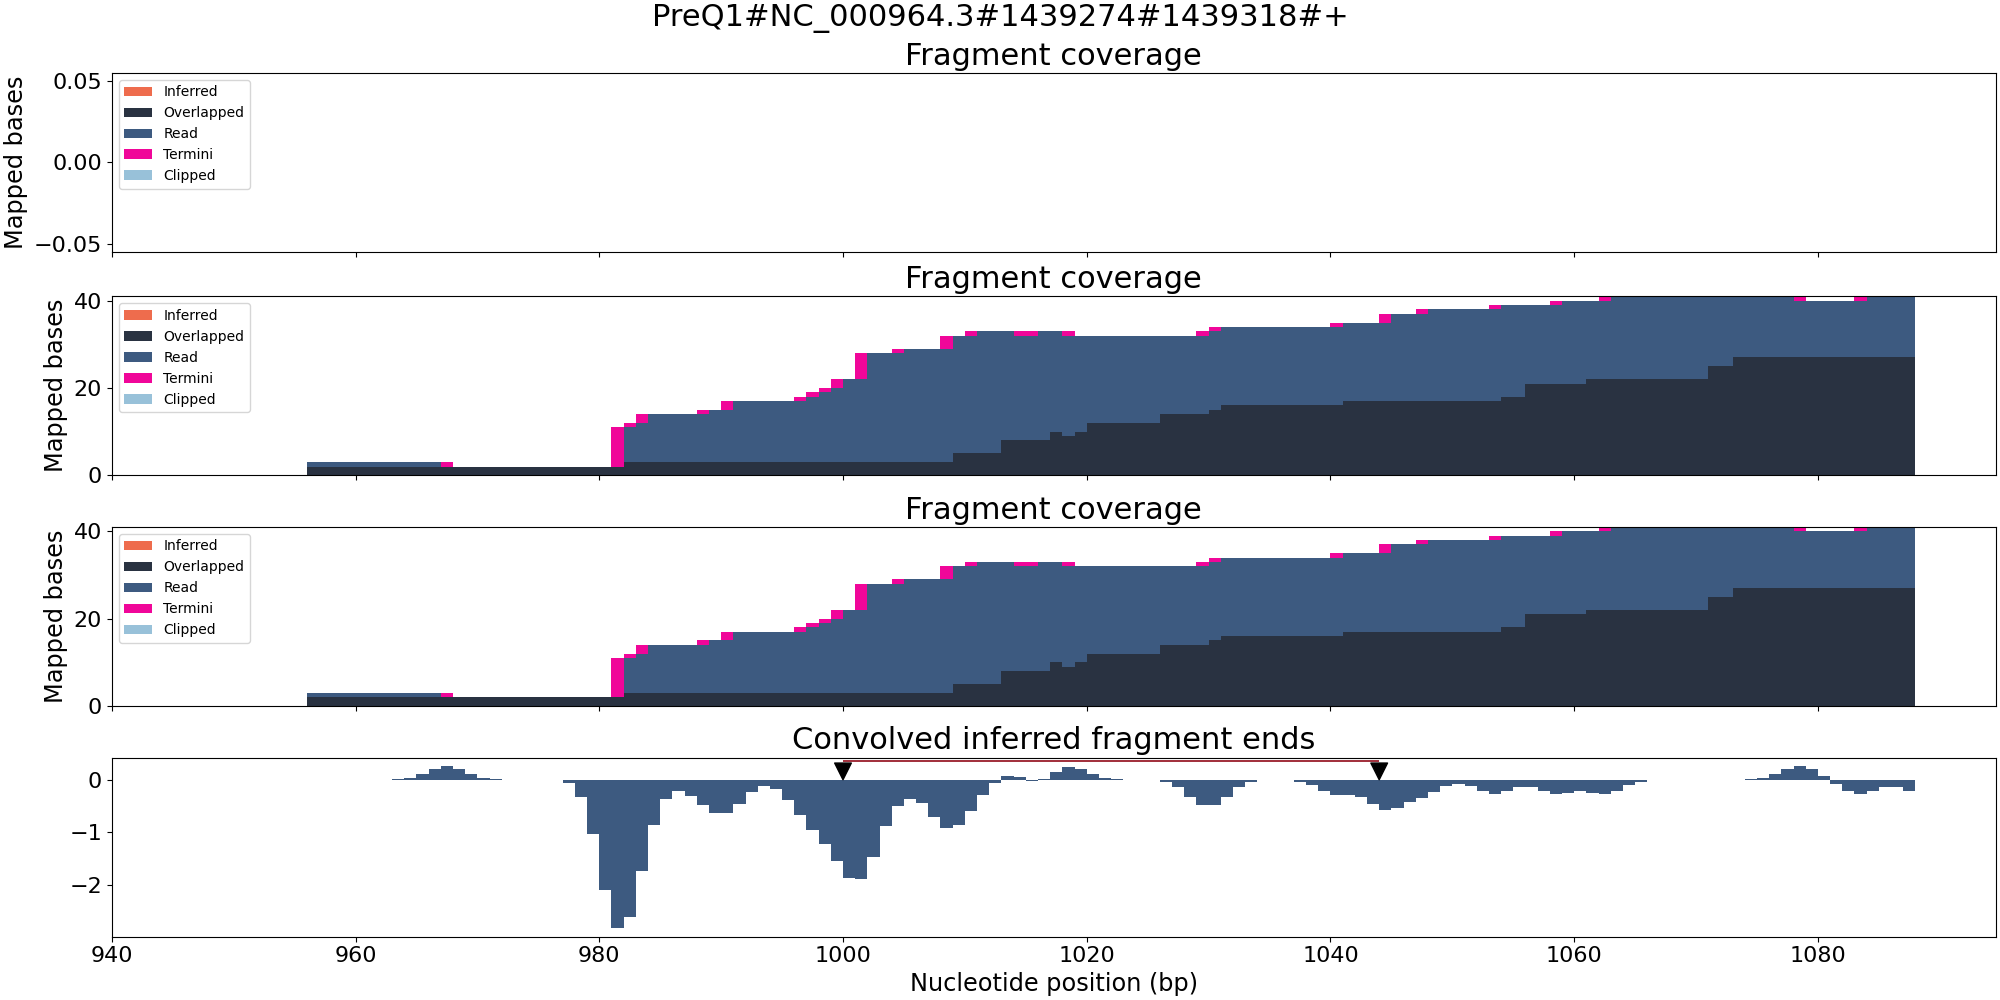 PreQ1#NC_000964.3#1439274#1439318#+
Fragment coverage
Mapped bases
0.05
0.00
−0.05
Inferred
Overlapped
Read
Termini
Clipped
Fragment coverage
Mapped bases
40
20
0
Inferred
Overlapped
Read
Termini
Clipped
Fragment coverage
Mapped bases
40
20
0
Inferred
Overlapped
Read
Termini
Clipped
Convolved inferred fragment ends
0
−1
−2
940 960 980 1000 1020 1040 1060 1080
Nucleotide position (bp)